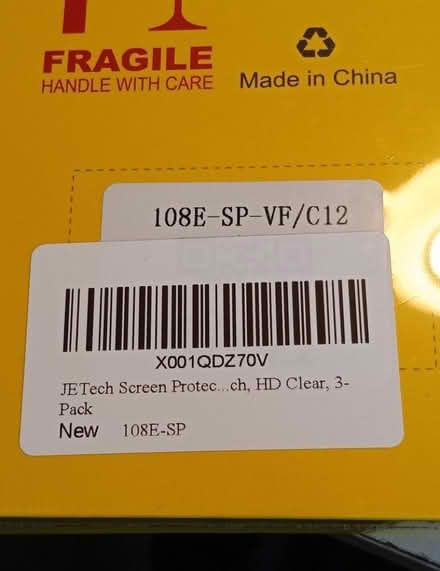 FRAGILE
HANDLE WITH CARE
Made in China
108E-SP-VF/C12
X001QDZ70V
JETech Screen Protec...ch, HD Clear, 3-
Pack
New 108E-SP